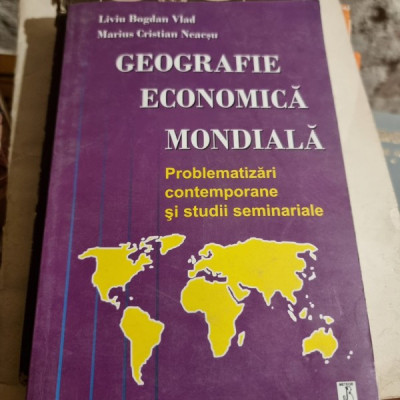 Liviu Bogdan Vlad
Marius Cristian Neacşu
GEOGRAFIE
ECONOMICĂ
MONDIALĂ
Problematizări
contemporane
şi studii seminariale